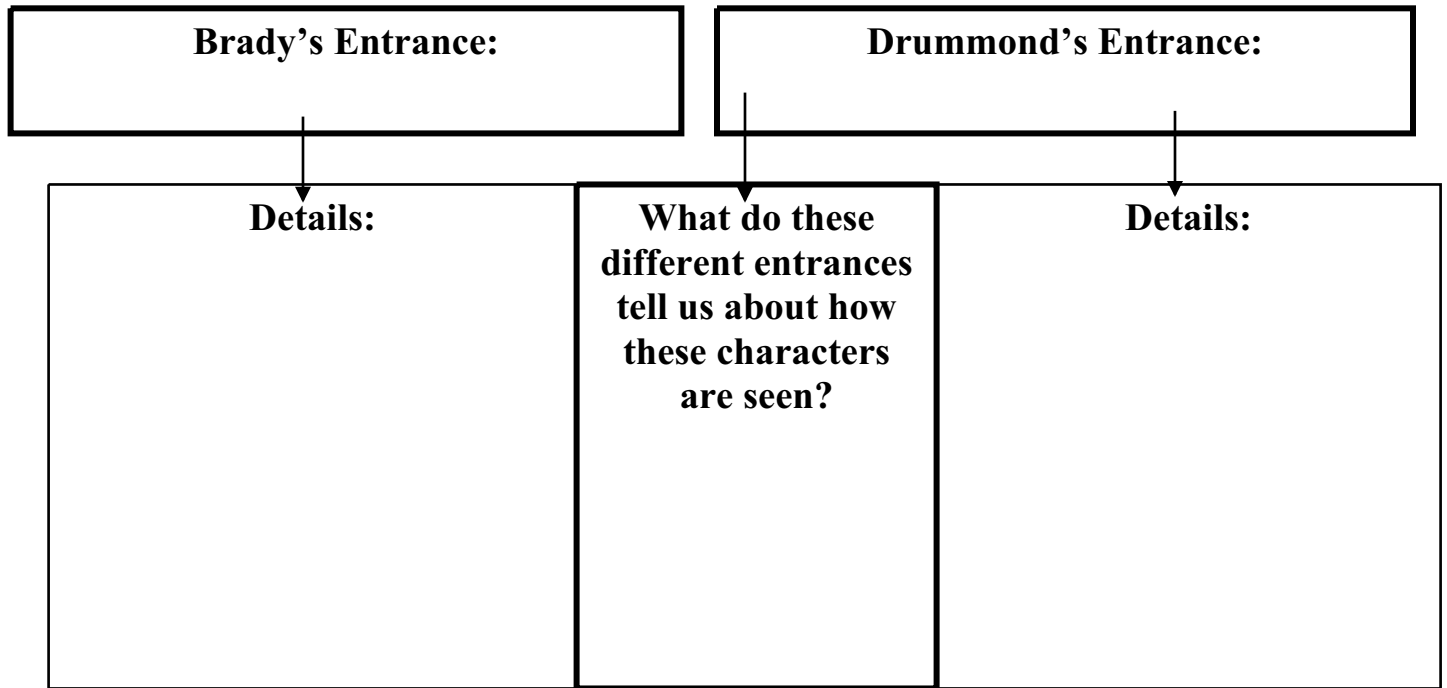 Brady’s Entrance:
Drummond’s Entrance:
Details:
What do these
different entrances
tell us about how
these characters
are seen?
Details: